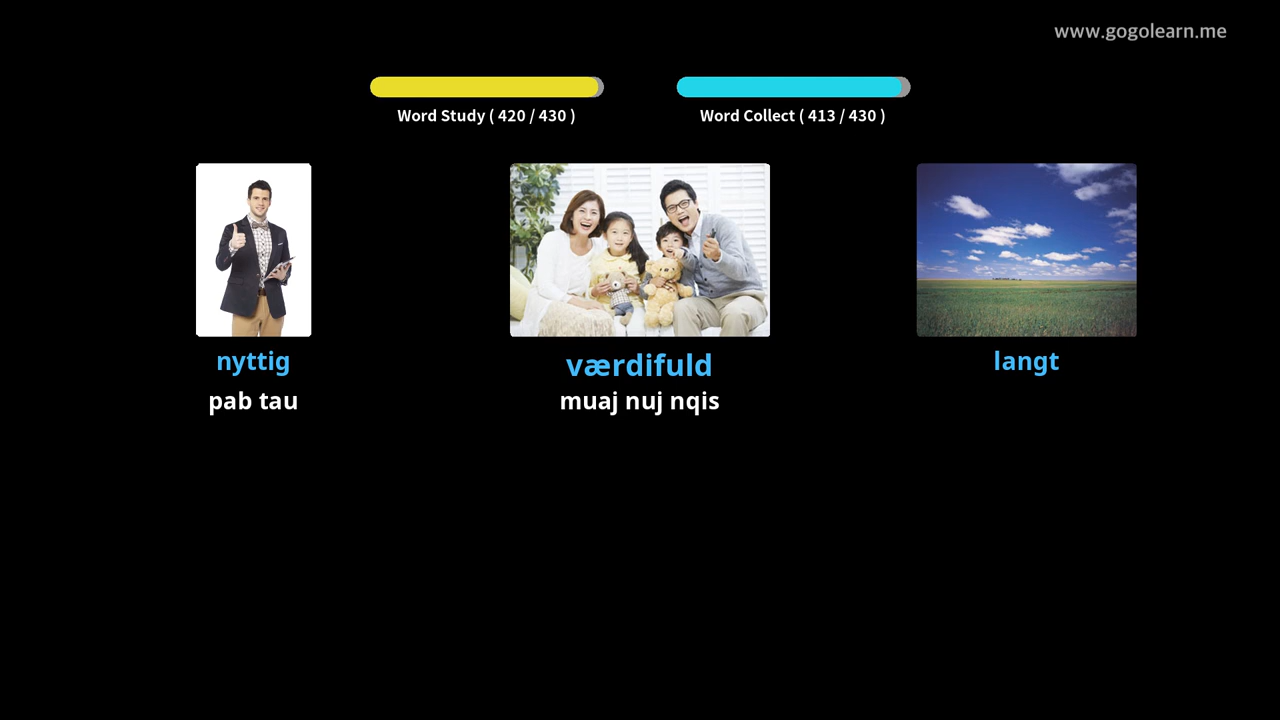 www.gogolearn.me
Word Study ( 420 / 430 )
Word Collect ( 413 / 430 )
nyttig
pab tau
værdifuld
muaj nuj nqis
langt